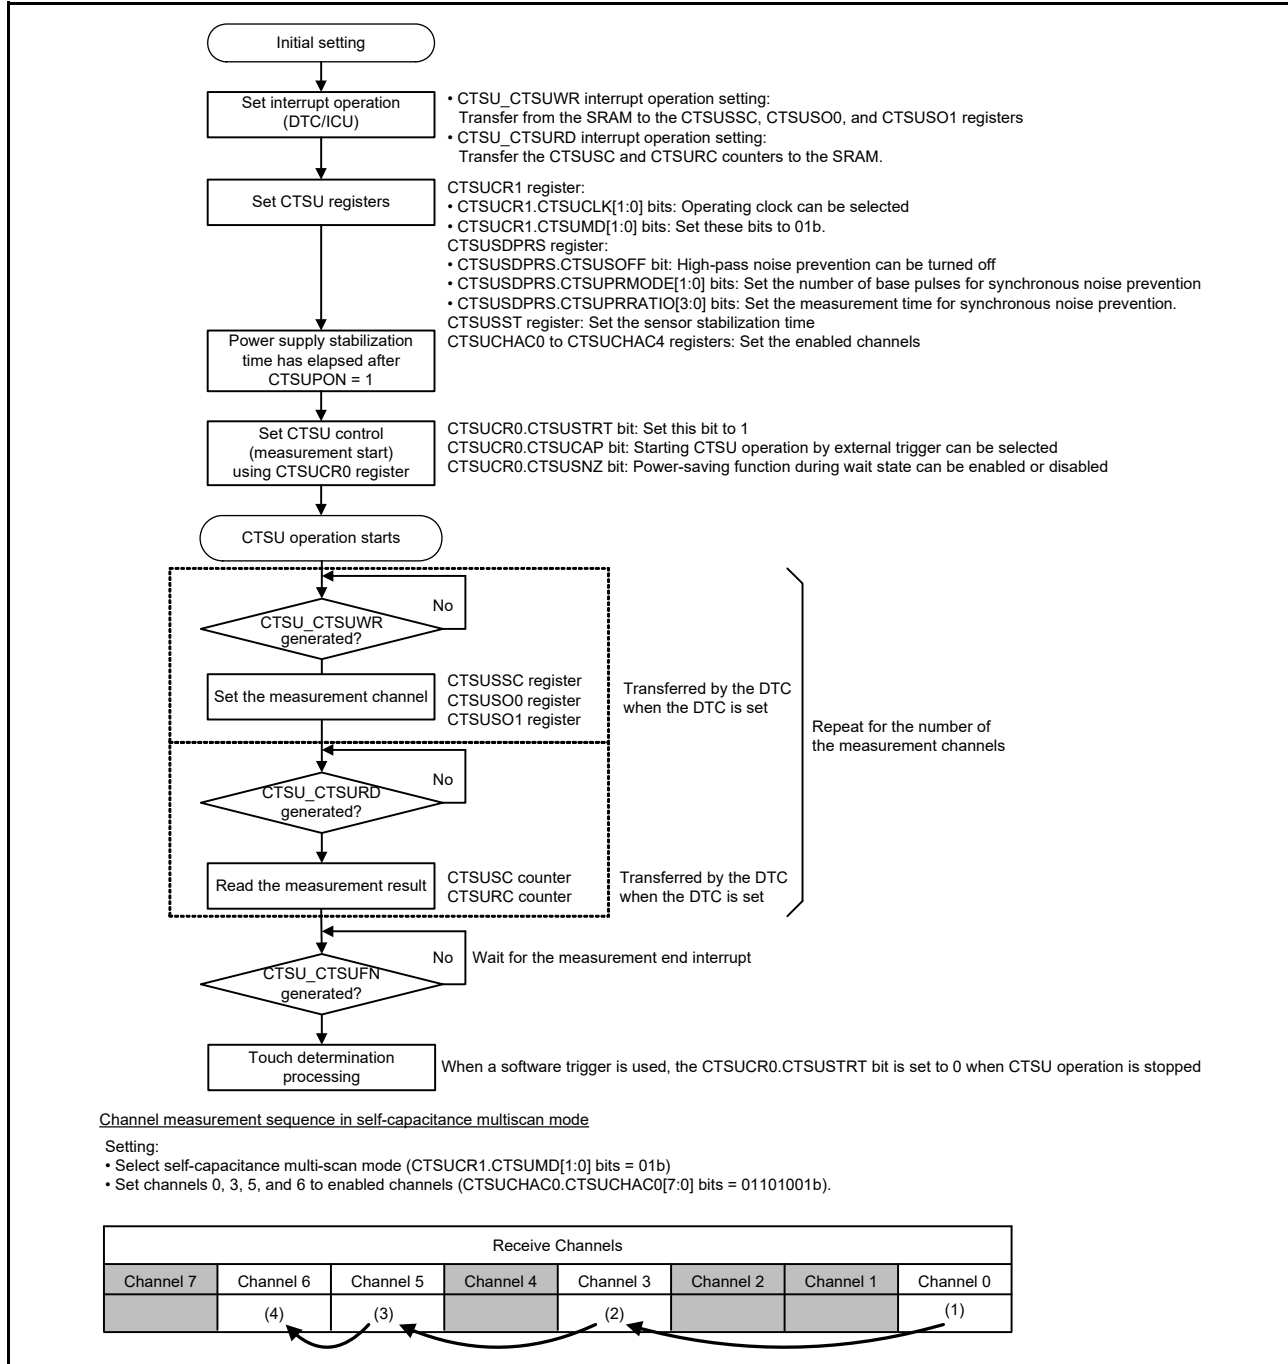 Initial setting
Set interrupt operation
(DTC/ICU)
• CTSU_CTSUWR interrupt operation setting:
Transfer from the SRAM to the CTSUSSC, CTSUSO0, and CTSUSO1 registers
• CTSU_CTSURD interrupt operation setting:
Transfer the CTSUSC and CTSURC counters to the SRAM.
Set CTSU registers
CTSUCR1 register:
• CTSUCR1.CTSUCLK[1:0] bits: Operating clock can be selected
• CTSUCR1.CTSUMD[1:0] bits: Set these bits to 01b.
CTSUSDPRS register:
• CTSUSDPRS.CTSUSOFF bit: High-pass noise prevention can be turned off
• CTSUSDPRS.CTSUPRMODE[1:0] bits: Set the number of base pulses for synchronous noise prevention
• CTSUSDPRS.CTSUPRRATIO[3:0] bits: Set the measurement time for synchronous noise prevention.
CTSUSST register: Set the sensor stabilization time
CTSUCHAC0 to CTSUCHAC4 registers: Set the enabled channels
Power supply stabilization
time has elapsed after
CTSUPON = 1
Set CTSU control
(measurement start)
using CTSUCR0 register
CTSUCR0.CTSUSTRT bit: Set this bit to 1
CTSUCR0.CTSUCAP bit: Starting CTSU operation by external trigger can be selected
CTSUCR0.CTSUSNZ bit: Power-saving function during wait state can be enabled or disabled
CTSU operation starts
No
CTSU_CTSUWR
generated?
Set the measurement channel
CTSUSSC register
CTSUSO0 register
CTSUSO1 register
Transferred by the DTC
when the DTC is set
Repeat for the number of
the measurement channels
No
CTSU_CTSURD
generated?
Read the measurement result
CTSUSC counter
CTSURC counter
Transferred by the DTC
when the DTC is set
No
Wait for the measurement end interrupt
CTSU_CTSUFN
generated?
Touch determination
processing
When a software trigger is used, the CTSUCR0.CTSUSTRT bit is set to 0 when CTSU operation is stopped
Channel measurement sequence in self-capacitance multiscan mode
Setting:
• Select self-capacitance multi-scan mode (CTSUCR1.CTSUMD[1:0] bits = 01b)
• Set channels 0, 3, 5, and 6 to enabled channels (CTSUCHAC0.CTSUCHAC0[7:0] bits = 01101001b).
Receive Channels
Channel 7 Channel 6 Channel 5 Channel 4 Channel 3 Channel 2 Channel 1 Channel 0
(4) (3) (2) (1)